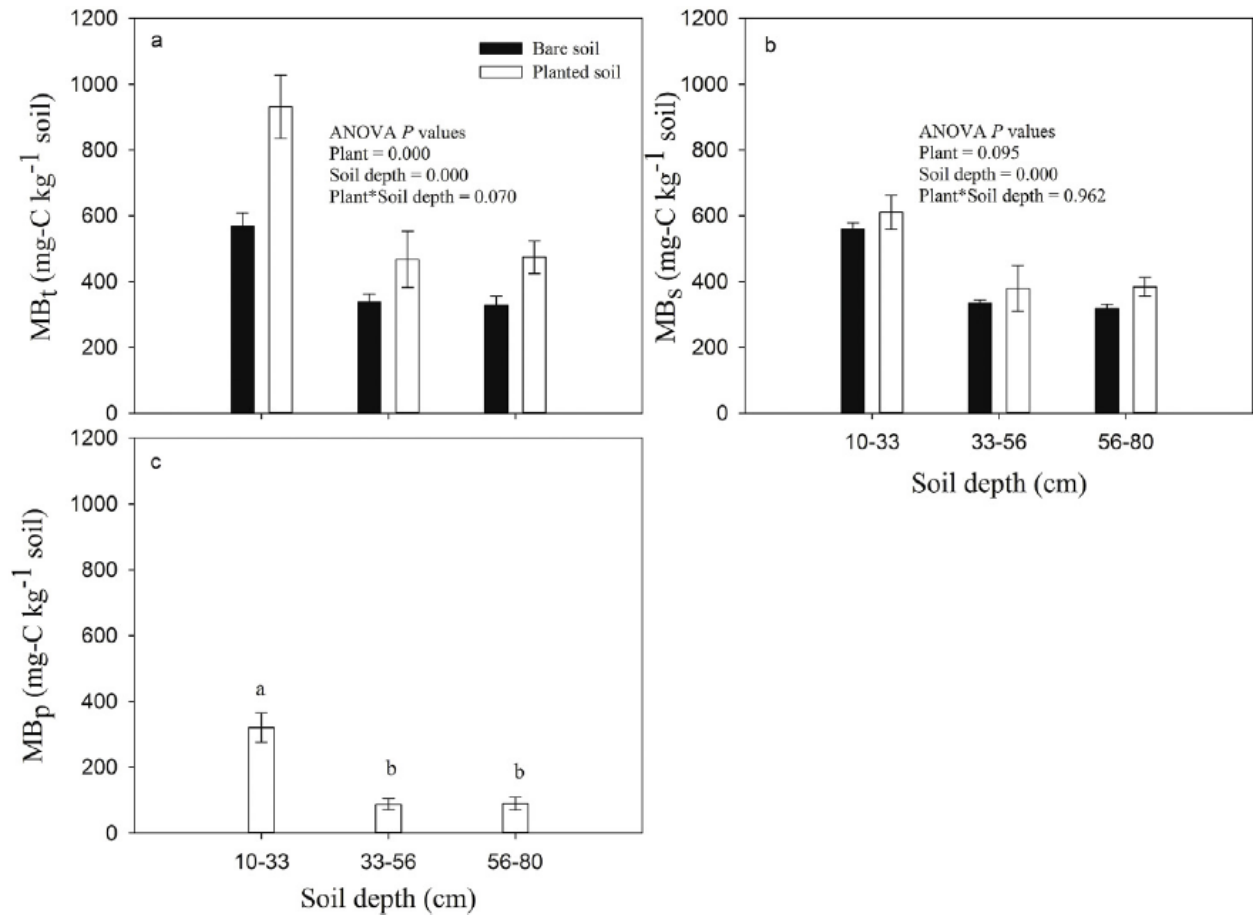 a
Bare soil
Planted soil
ANOVA P values
Plant = 0.000
Soil depth = 0.000
Plant*Soil depth = 0.070
MBt (mg-C kg-1 soil)
1200
1000
800
600
400
200
0
b
ANOVA P values
Plant = 0.095
Soil depth = 0.000
Plant*Soil depth = 0.962
MBs (mg-C kg-1 soil)
1200
1000
800
600
400
200
0
10-33 33-56 56-80
Soil depth (cm)
c
MBp (mg-C kg-1 soil)
1200
1000
800
600
400
200
0
a
b b
10-33 33-56 56-80
Soil depth (cm)